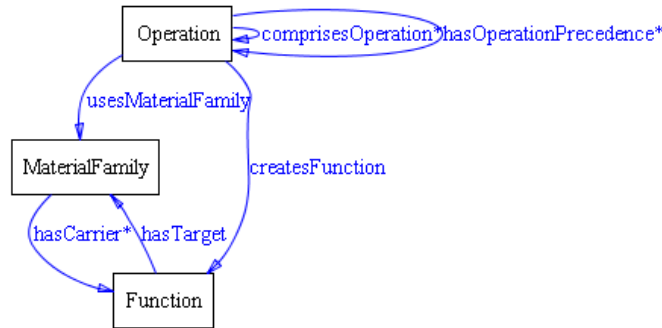 Operation
comprisesOperation* hasOperationPrecedence*
usesMaterialFamily
MaterialFamily
createsFunction
hasCarrier* hasTarget
Function